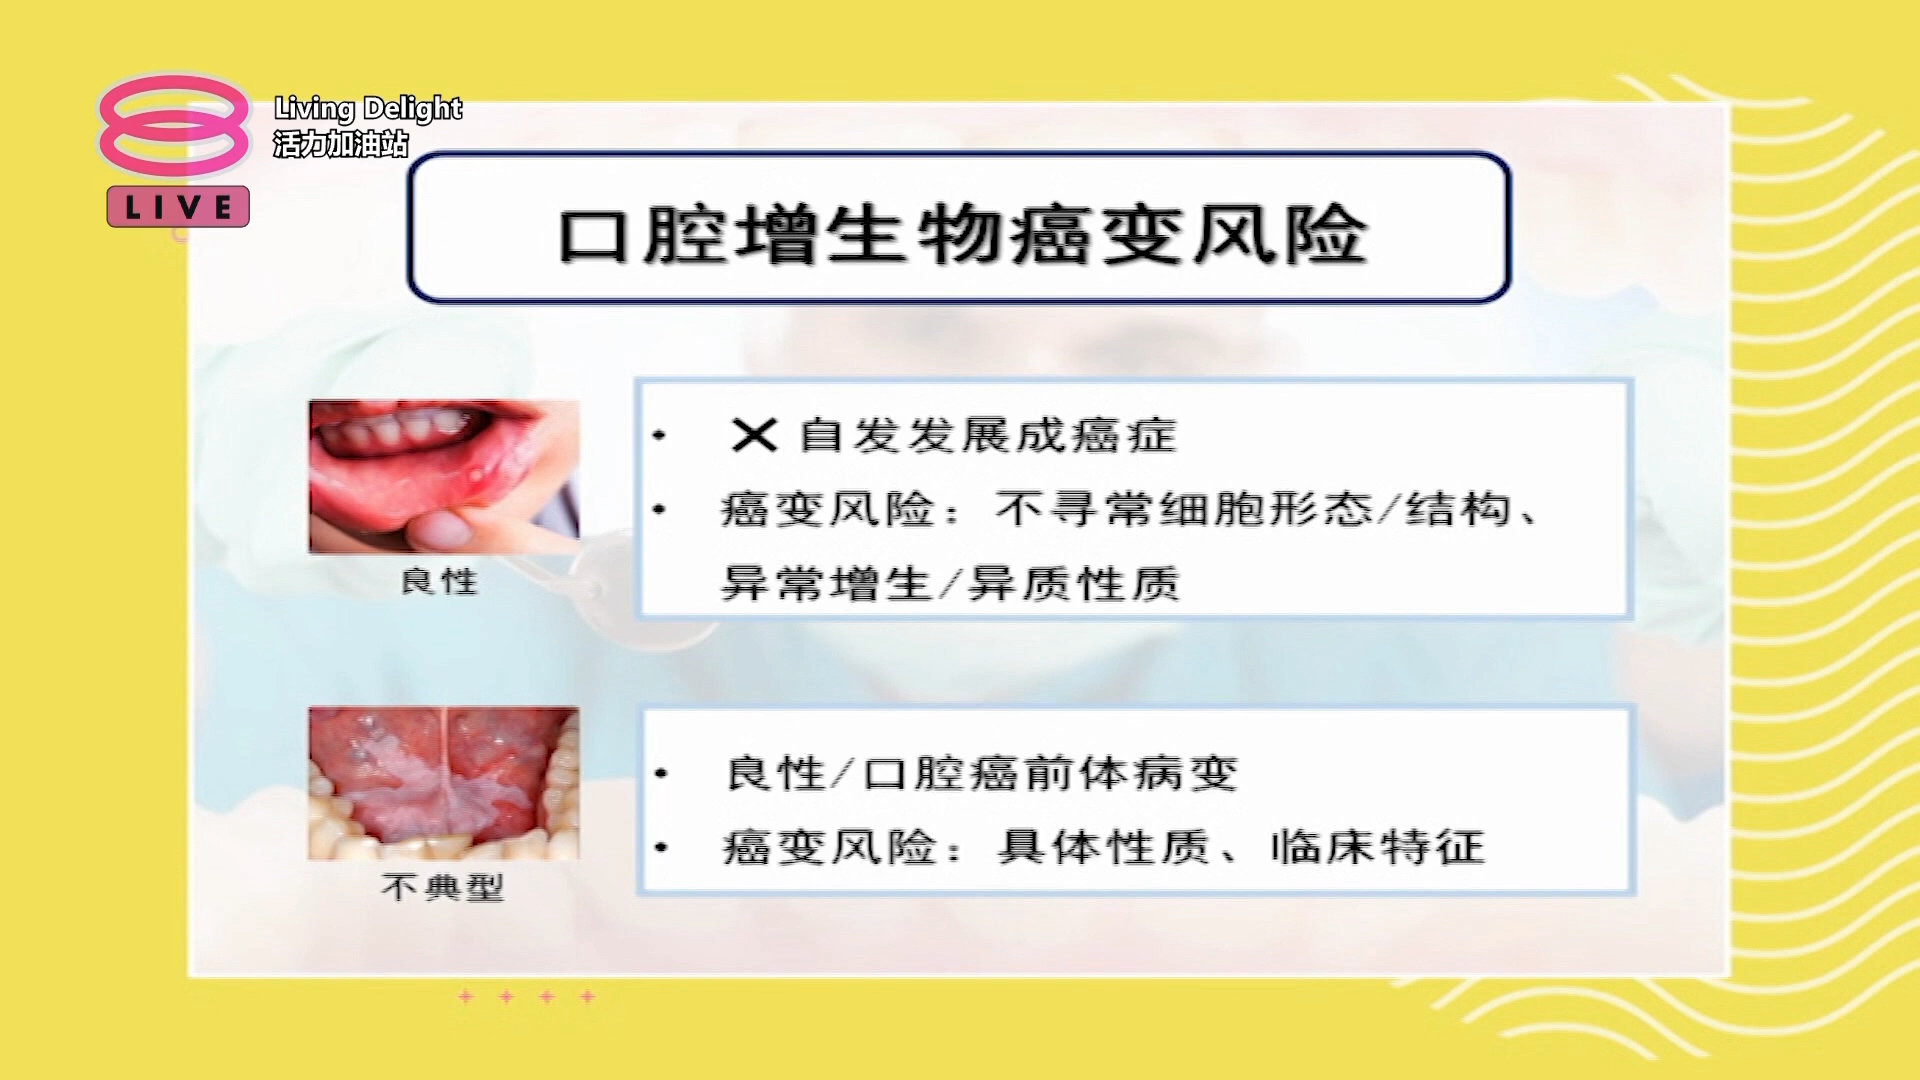 Living Delight
活力加油站
LIVE
口腔增生物癌变风险
• ✕ 自发发展成癌症
• 癌变风险：不寻常细胞形态/结构、
异常增生/异质性质
良性
• 良性/口腔癌前体病变
• 癌变风险：具体性质、临床特征
不典型